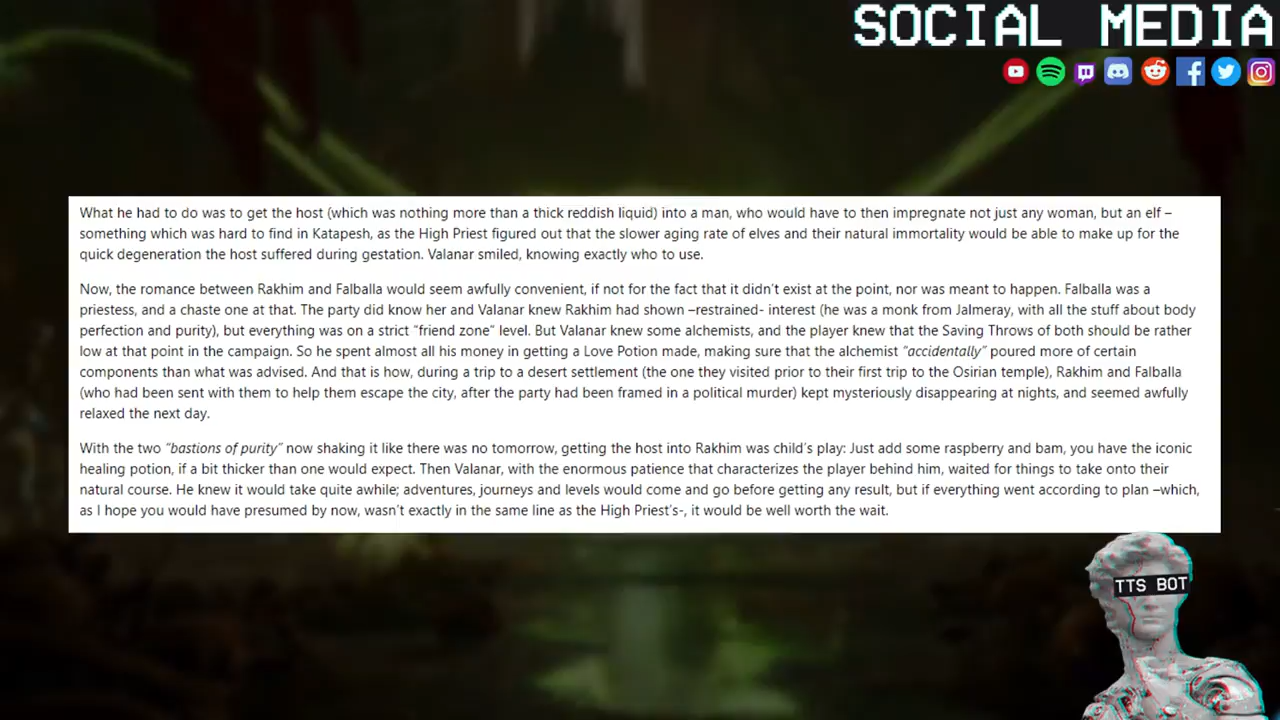 SOCIAL MEDIA
What he had to do was to get the host (which was nothing more than a thick reddish liquid) into a man, who would have to then impregnate not just any woman, but an elf –
something which was hard to find in Katapesh, as the High Priest figured out that the slower aging rate of elves and their natural immortality would be able to make up for the
quick degeneration the host suffered during gestation. Valanar smiled, knowing exactly who to use.
Now, the romance between Rakhim and Falballa would seem awfully convenient, if not for the fact that it didn’t exist at the point, nor was meant to happen. Falballa was a
priestess, and a chaste one at that. The party did know her and Valanar knew Rakhim had shown –restrained- interest (he was a monk from Jalmeray, with all the stuff about body
perfection and purity), but everything was on a strict “friend zone” level. But Valanar knew some alchemists, and the player knew that the Saving Throws of both should be rather
low at that point in the campaign. So he spent almost all his money in getting a Love Potion made, making sure that the alchemist “accidentally” poured more of certain
components than what was advised. And that is how, during a trip to a desert settlement (the one they visited prior to their first trip to the Osirian temple), Rakhim and Falballa
(who had been sent with them to help them escape the city, after the party had been framed in a political murder) kept mysteriously disappearing at nights, and seemed awfully
relaxed the next day.
With the two “bastions of purity” now shaking it like there was no tomorrow, getting the host into Rakhim was child’s play: Just add some raspberry and bam, you have the iconic
healing potion, if a bit thicker than one would expect. Then Valanar, with the enormous patience that characterizes the player behind him, waited for things to take onto their
natural course. He knew it would take quite awhile; adventures, journeys and levels would come and go before getting any result, but if everything went according to plan –which,
as I hope you would have presumed by now, wasn’t exactly in the same line as the High Priest’s-, it would be well worth the wait.
TTS BOT